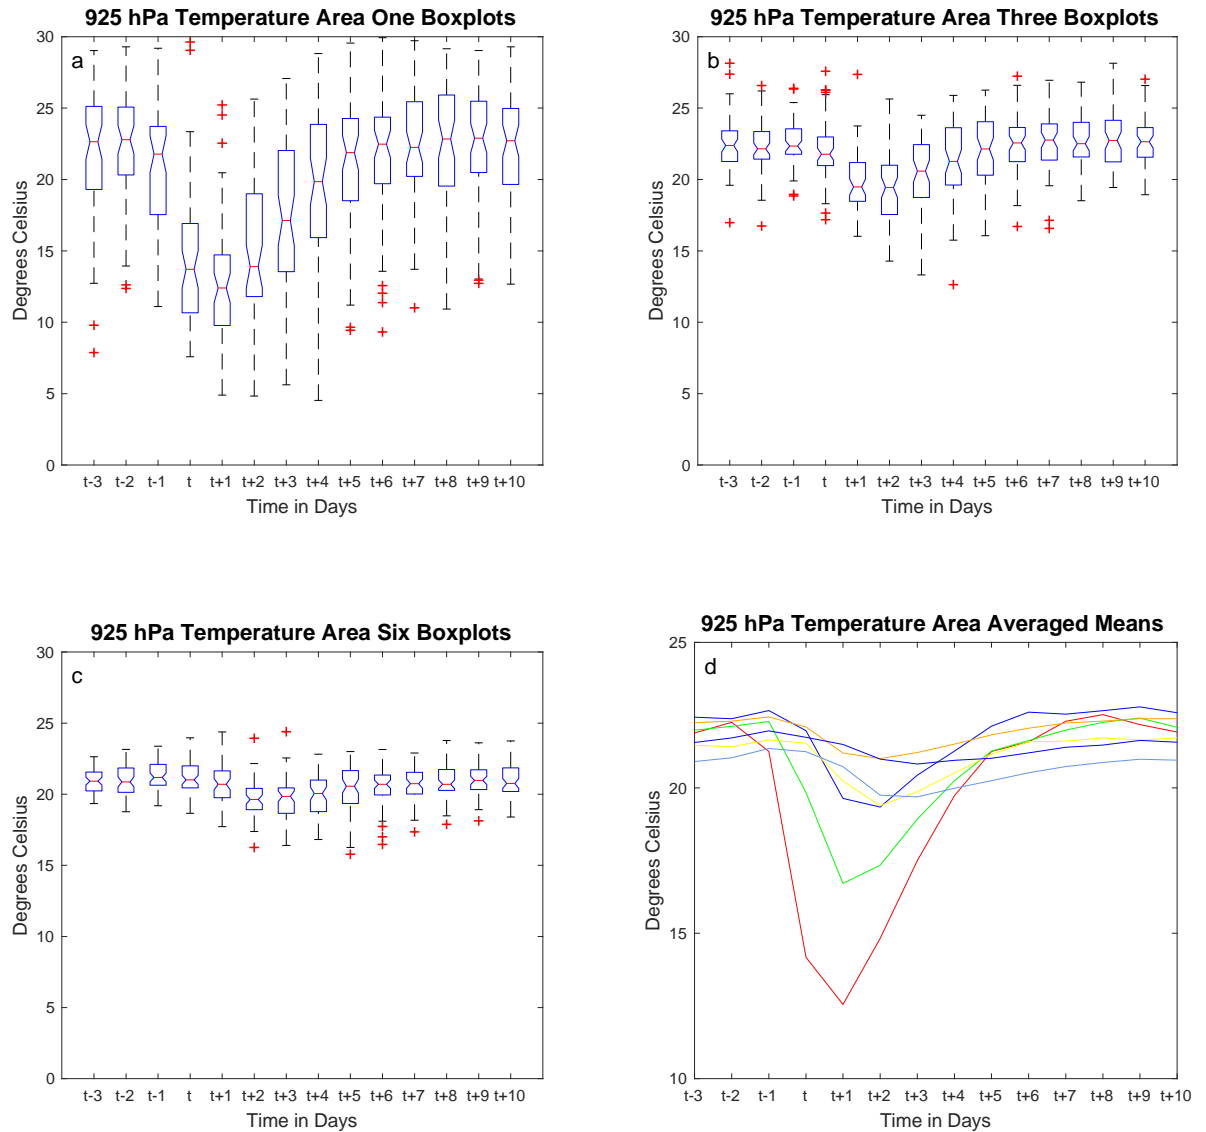 925 hPa Temperature Area One Boxplots
a
30
25
20
15
10
5
0
Degrees Celsius
t-3 t-2 t-1 t t+1 t+2 t+3 t+4 t+5 t+6 t+7 t+8 t+9 t+10
Time in Days
925 hPa Temperature Area Three Boxplots
b
30
25
20
15
10
5
0
Degrees Celsius
t-3 t-2 t-1 t t+1 t+2 t+3 t+4 t+5 t+6 t+7 t+8 t+9 t+10
Time in Days
925 hPa Temperature Area Six Boxplots
c
30
25
20
15
10
5
0
Degrees Celsius
t-3 t-2 t-1 t t+1 t+2 t+3 t+4 t+5 t+6 t+7 t+8 t+9 t+10
Time in Days
925 hPa Temperature Area Averaged Means
d
25
20
15
10
Degrees Celsius
t-3 t-2 t-1 t t+1 t+2 t+3 t+4 t+5 t+6 t+7 t+8 t+9 t+10
Time in Days